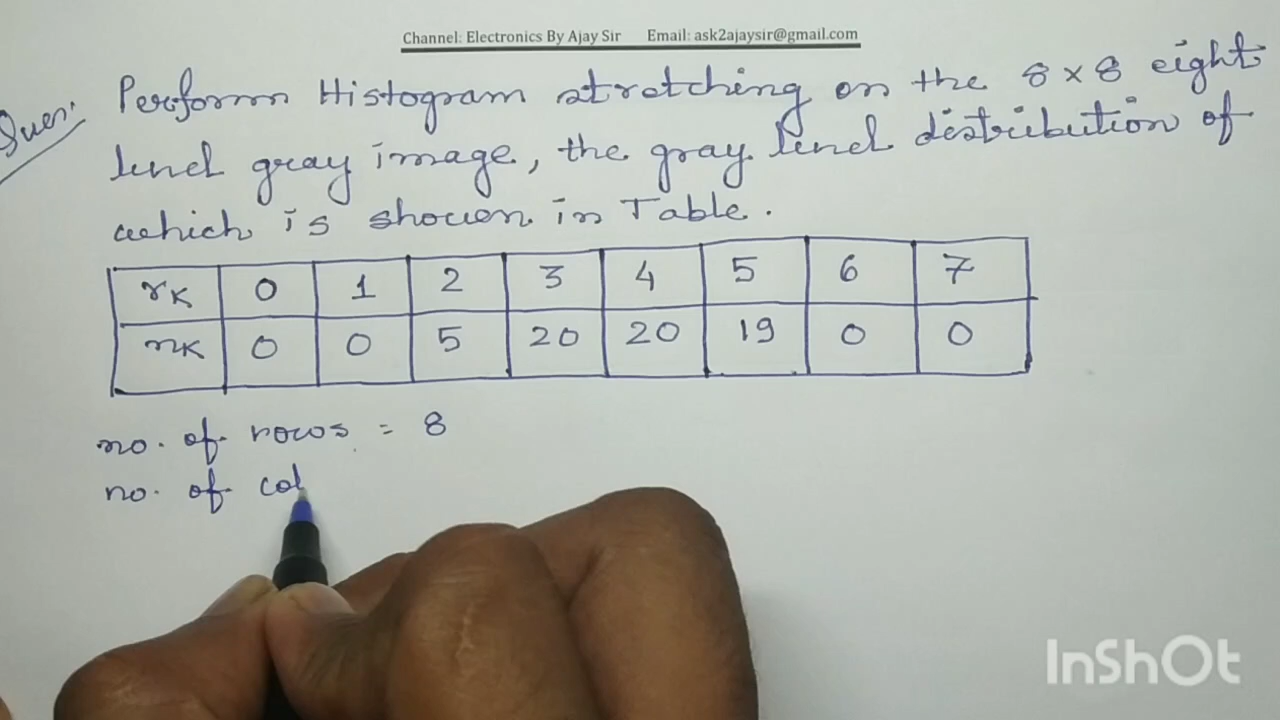 Channel: Electronics By Ajay Sir Email: ask2ajaysir@gmail.com
Ques:
Perform Histogram stretching on the 8 × 8 eight
level gray image, the gray level distribution of
which is shown in Table.
rK 0 1 2 3 4 5 6 7
nK 0 0 5 20 20 19 0 0
no. of rows = 8
no. of col
InShOt